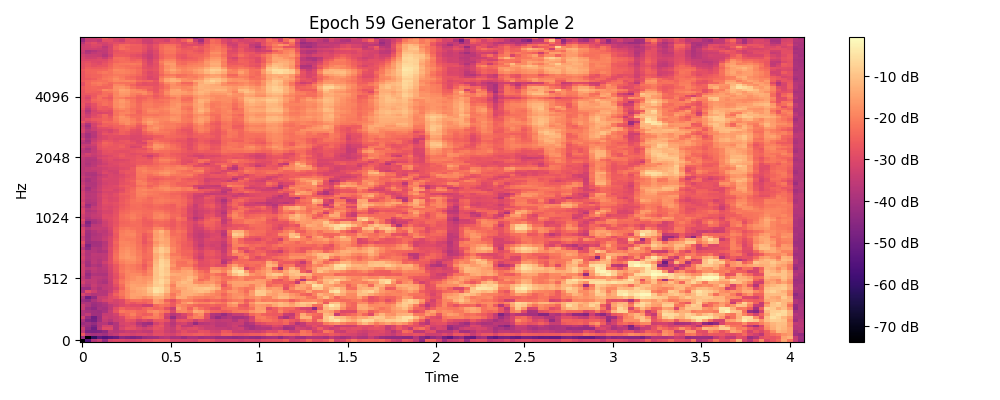 Epoch 59 Generator 1 Sample 2
Hz
4096
2048
1024
512
0
0
0.5
1
1.5
2
2.5
3
3.5
4
Time
-10 dB
-20 dB
-30 dB
-40 dB
-50 dB
-60 dB
-70 dB